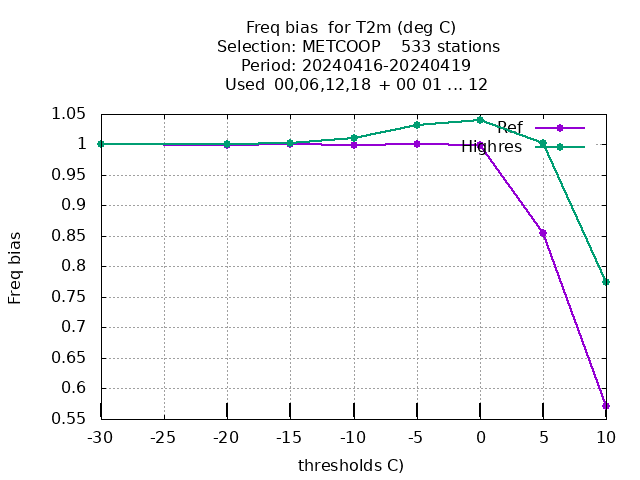 Freq bias  for T2m (deg C)
Selection: METCOOP    533 stations
Period: 20240416-20240419
Used  00,06,12,18 + 00 01 ... 12
1.05
1
0.95
0.9
0.85
0.8
0.75
0.7
0.65
0.6
0.55
Freq bias
Ref
Highres
-30 -25 -20 -15 -10 -5 0 5 10
thresholds C)